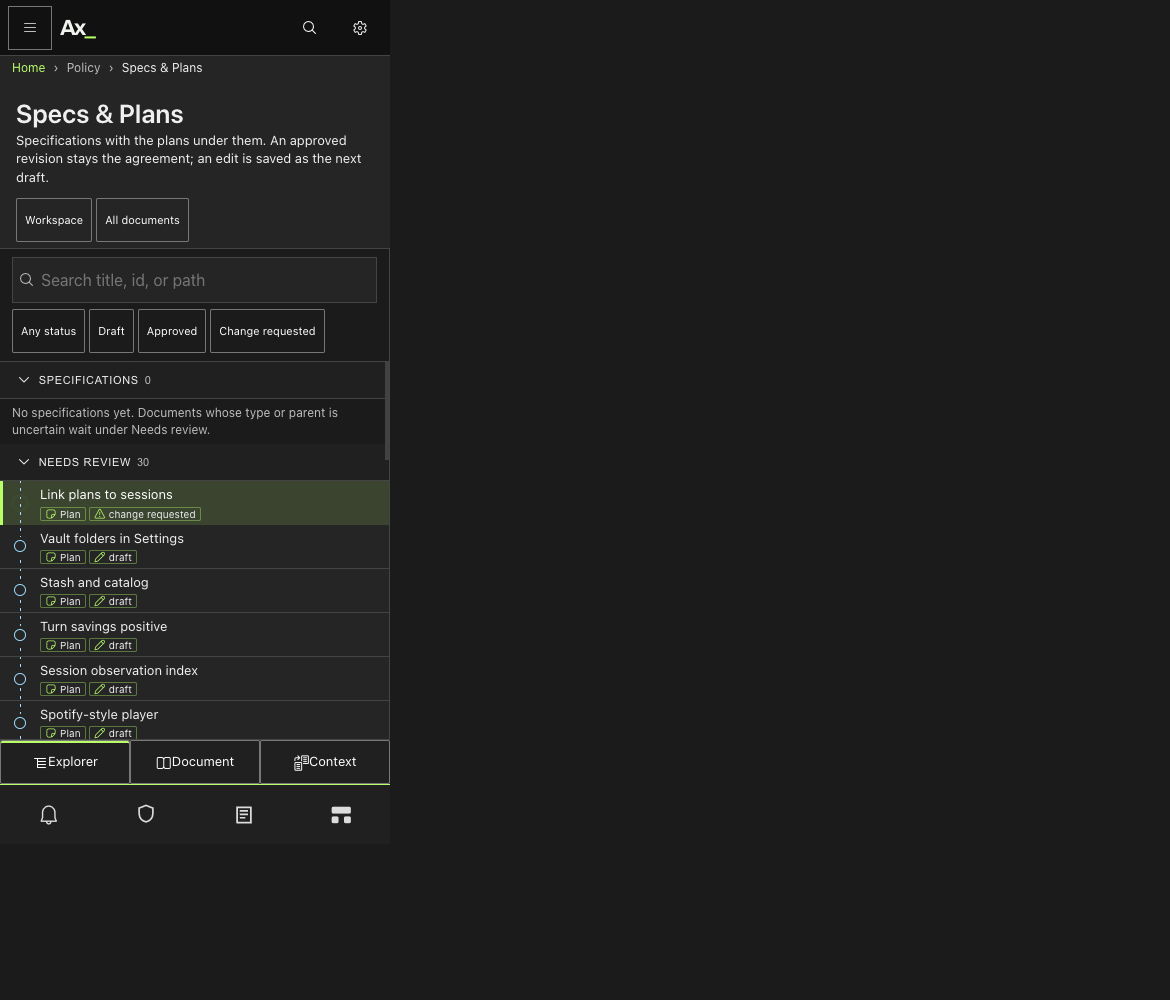 Ax_
Home › Policy › Specs & Plans
Specs & Plans
Specifications with the plans under them. An approved
revision stays the agreement; an edit is saved as the next
draft.
Workspace All documents
Search title, id, or path
Any status Draft Approved Change requested
SPECIFICATIONS 0
No specifications yet. Documents whose type or parent is
uncertain wait under Needs review.
NEEDS REVIEW 30
Link plans to sessions
Plan change requested
Vault folders in Settings
Plan draft
Stash and catalog
Plan draft
Turn savings positive
Plan draft
Session observation index
Plan draft
Spotify-style player
Plan draft
Explorer Document Context